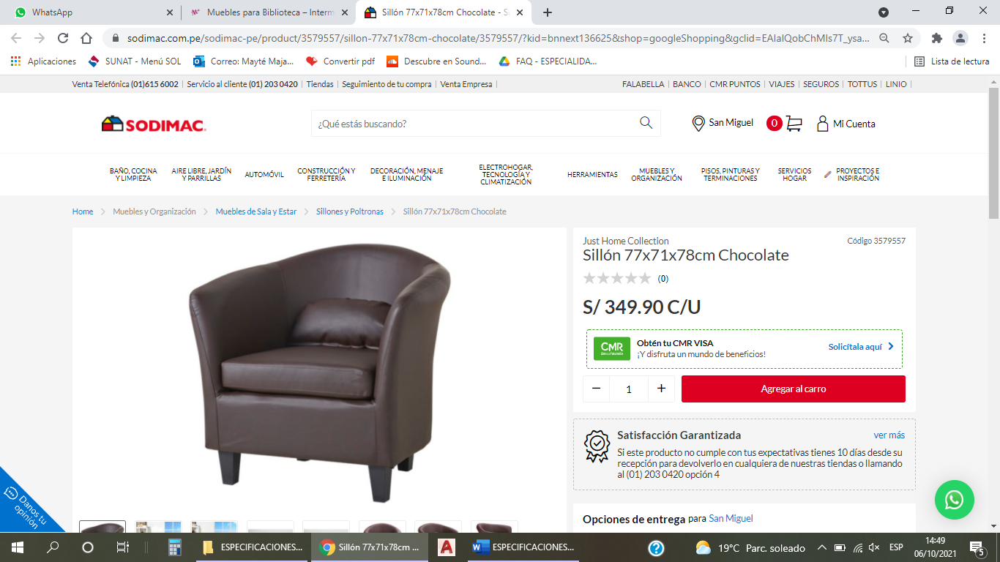 WhatsApp
Muebles para Biblioteca – Interm
Sillón 77x71x78cm Chocolate - S
sodimac.com.pe/sodimac-pe/product/3579557/sillon-77x71x78cm-chocolate/3579557/?kid=bnnext136625&shop=googleShopping&gclid=EAIaIQobChMIs7T_ysa...
Aplicaciones
SUNAT - Menú SOL
Correo: Mayté Maja...
Convertir pdf
Descubre en Sound...
FAQ - ESPECIALIDA...
Lista de lectura
Venta Telefónica (01)615 6002
Servicio al cliente (01) 203 0420
Tiendas
Seguimiento de tu compra
Venta Empresa
FALABELLA
BANCO
CMR PUNTOS
VIAJES
SEGUROS
TOTTUS
LINIO
SODIMAC
¿Qué estás buscando?
San Miguel
0
Mi Cuenta
BAÑO, COCINA
Y LIMPIEZA
AIRE LIBRE, JARDÍN
Y PARRILLAS
AUTOMÓVIL
CONSTRUCCIÓN Y
FERRETERÍA
DECORACIÓN, MENAJE
E ILUMINACIÓN
ELECTROHOGAR,
TECNOLOGÍA Y
CLIMATIZACIÓN
HERRAMIENTAS
MUEBLES Y
ORGANIZACIÓN
PISOS, PINTURAS Y
TERMINACIONES
SERVICIOS
HOGAR
PROYECTOS E
INSPIRACIÓN
Home
Muebles y Organización
Muebles de Sala y Estar
Sillones y Poltronas
Sillón 77x71x78cm Chocolate
Just Home Collection
Código 3579557
Sillón 77x71x78cm Chocolate
(0)
S/ 349.90 C/U
CMR
Obtén tu CMR VISA
¡Y disfruta un mundo de beneficios!
Solicítala aquí
− 1 +
Agregar al carro
Satisfacción Garantizada
ver más
Si este producto no cumple con tus expectativas tienes 10 días desde su
recepción para devolverlo en cualquiera de nuestras tiendas o llamando
al (01) 203 0420 opción 4
Opciones de entrega para San Miguel
Danos tu
opinión
ESPECIFICACIONES...
Sillón 77x71x78cm ...
A
ESPECIFICACIONES...
19°C Parc. soleado
ESP
14:49
06/10/2021
5